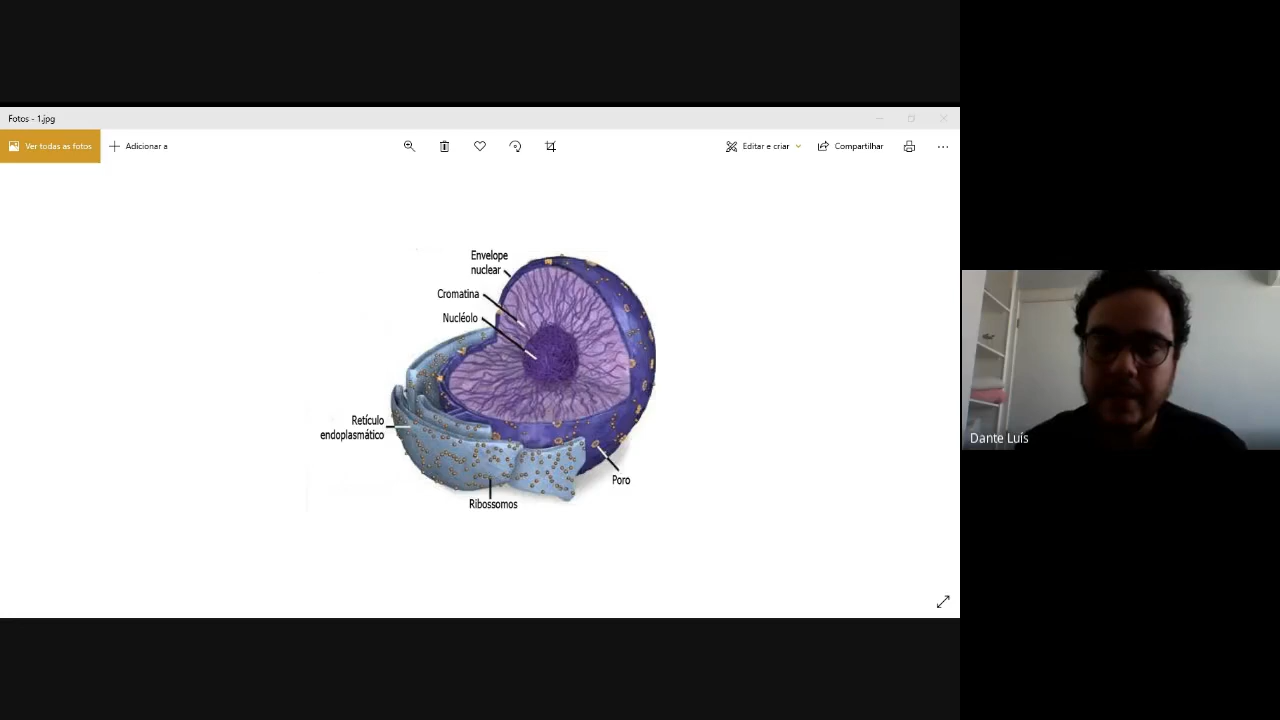 Fotos - 1.jpg
Ver todas as fotos
Adicionar a
Editar e criar
Compartilhar
Envelope
nuclear
Cromatina
Nucléolo
Retículo
endoplasmático
Ribossomos
Poro
Dante Luís